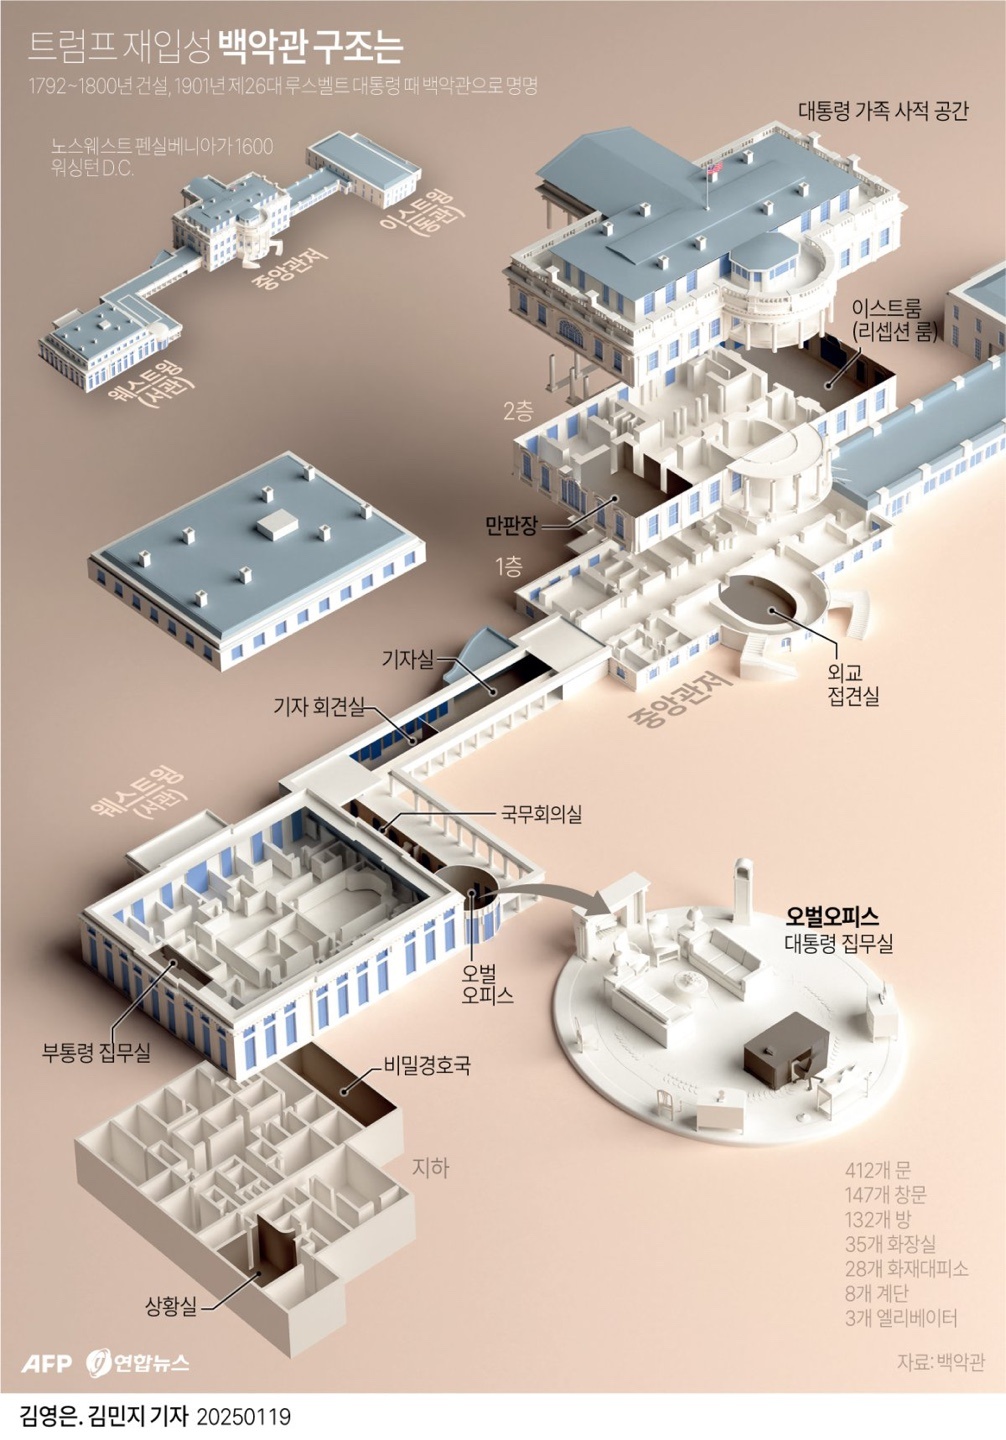 트럼프 재입성 백악관 구조는
1792~1800년 건설, 1901년 제26대 루스벨트 대통령 때 백악관으로 명명
노스웨스트 펜실베니아가 1600
워싱턴 D.C.
이스트윙
(동관)
중앙관저
웨스트윙
(서관)
대통령 가족 사적 공간
이스트룸
(리셉션 룸)
2층
만판장
1층
외교
접견실
중앙관저
기자실
기자 회견실
웨스트윙
(서관)
국무회의실
오벌
오피스
오벌오피스
대통령 집무실
부통령 집무실
비밀경호국
지하
상황실
412개 문
147개 창문
132개 방
35개 화장실
28개 화재대피소
8개 계단
3개 엘리베이터
자료: 백악관
AFP 연합뉴스
김영은. 김민지 기자 20250119